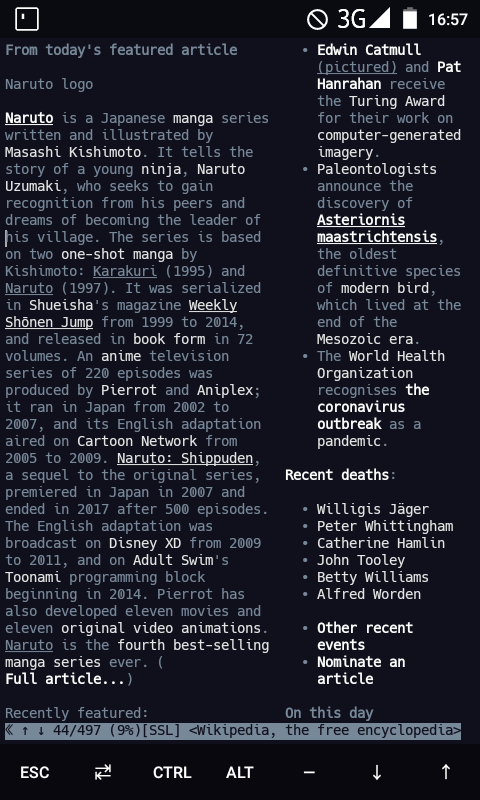 3G 16:57
From today's featured article
Naruto logo
Naruto is a Japanese manga series
written and illustrated by
Masashi Kishimoto. It tells the
story of a young ninja, Naruto
Uzumaki, who seeks to gain
recognition from his peers and
dreams of becoming the leader of
his village. The series is based
on two one-shot manga by
Kishimoto: Karakuri (1995) and
Naruto (1997). It was serialized
in Shueisha's magazine Weekly
Shōnen Jump from 1999 to 2014,
and released in book form in 72
volumes. An anime television
series of 220 episodes was
produced by Pierrot and Aniplex;
it ran in Japan from 2002 to
2007, and its English adaptation
aired on Cartoon Network from
2005 to 2009. Naruto: Shippuden,
a sequel to the original series,
premiered in Japan in 2007 and
ended in 2017 after 500 episodes.
The English adaptation was
broadcast on Disney XD from 2009
to 2011, and on Adult Swim's
Toonami programming block
beginning in 2014. Pierrot has
also developed eleven movies and
eleven original video animations.
Naruto is the fourth best-selling
manga series ever. (
Full article...)
Recently featured:
• Edwin Catmull
(pictured) and Pat
Hanrahan receive
the Turing Award
for their work on
computer-generated
imagery.
• Paleontologists
announce the
discovery of
Asteriornis
maastrichtensis,
the oldest
definitive species
of modern bird,
which lived at the
end of the
Mesozoic era.
• The World Health
Organization
recognises the
coronavirus
outbreak as a
pandemic.
Recent deaths:
• Willigis Jäger
• Peter Whittingham
• Catherine Hamlin
• John Tooley
• Betty Williams
• Alfred Worden
• Other recent
events
• Nominate an
article
On this day
《 ↑ ↓ 44/497 (9%)[SSL] <Wikipedia, the free encyclopedia>
ESC ⇄ CTRL ALT − ↓ ↑